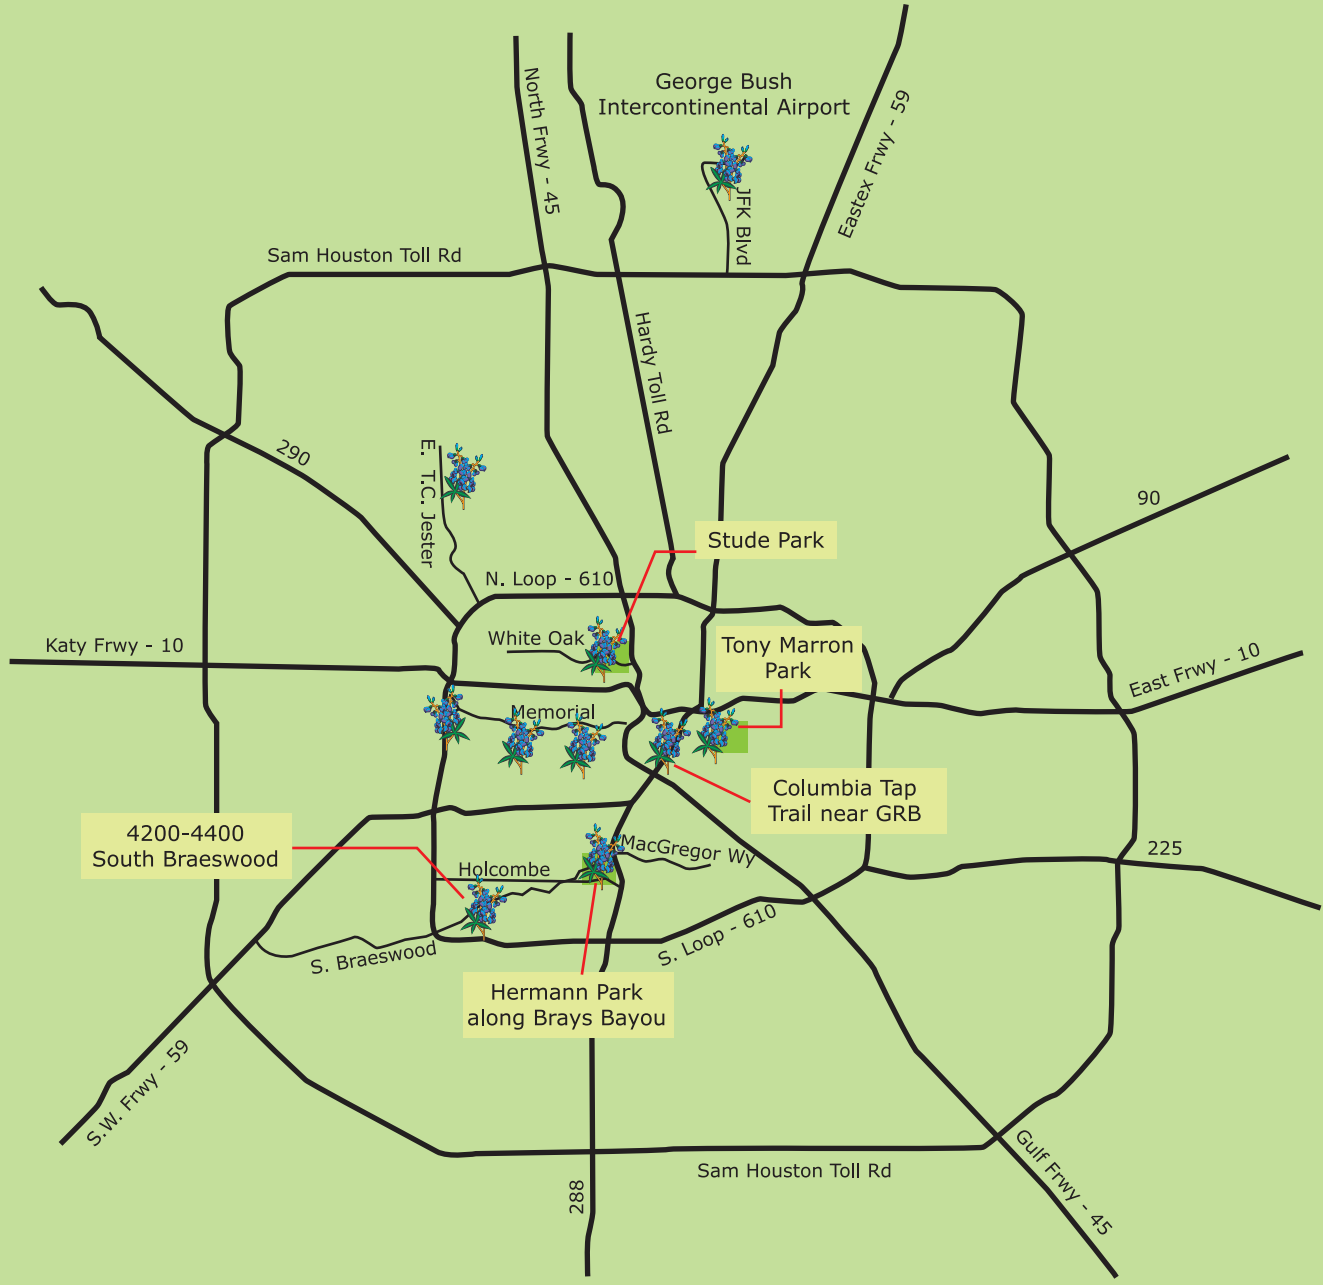 George Bush
Intercontinental Airport
North Frwy - 45
Eastex Frwy - 59
JFK Blvd
Sam Houston Toll Rd
Hardy Toll Rd
290
E. T.C. Jester
90
Stude Park
N. Loop - 610
White Oak
Katy Frwy - 10
Tony Marron
Park
East Frwy - 10
Memorial
Columbia Tap
Trail near GRB
4200-4400
South Braeswood
MacGregor Wy
225
Holcombe
S. Braeswood
S. Loop - 610
Hermann Park
along Brays Bayou
S.W. Frwy - 59
Gulf Frwy - 45
Sam Houston Toll Rd
288